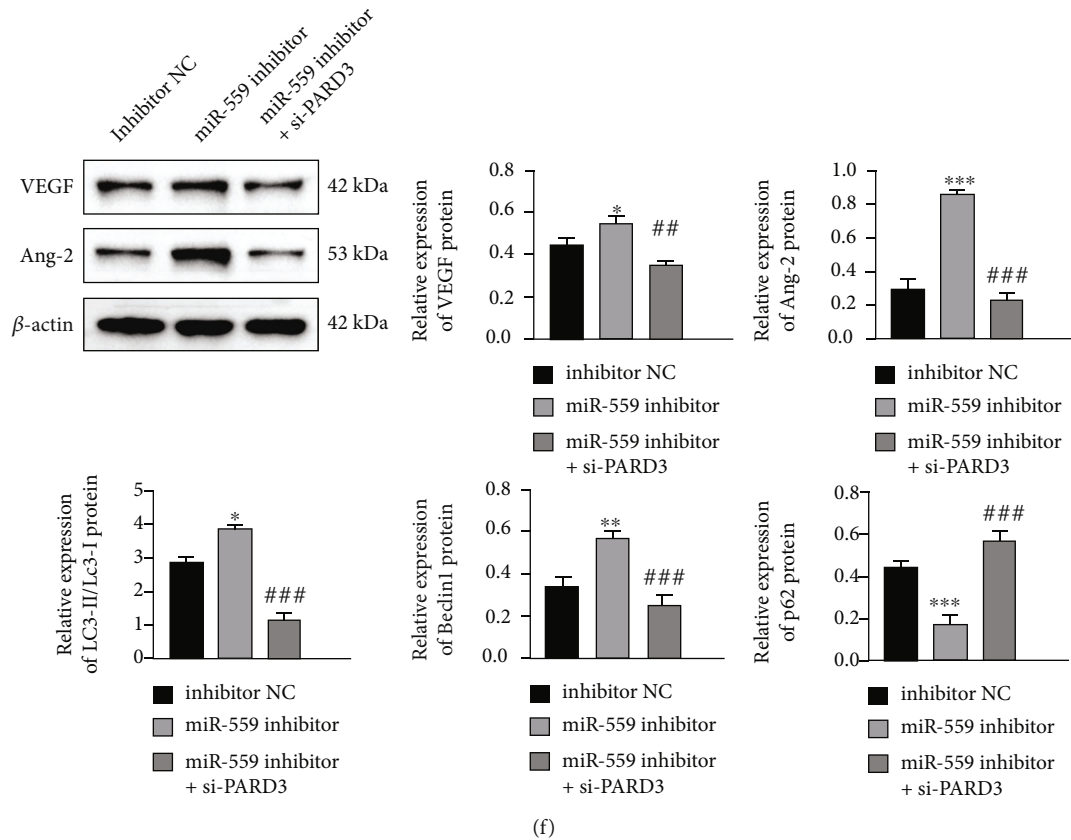 Inhibitor NC
miR-559 inhibitor
miR-559 inhibitor
+ si-PARD3
VEGF
42 kDa
Ang-2
53 kDa
β-actin
42 kDa
Relative expression
of VEGF protein
0.8
0.6
0.4
0.2
0.0
*
##
inhibitor NC
miR-559 inhibitor
miR-559 inhibitor
+ si-PARD3
Relative expression
of Ang-2 protein
1.0
0.8
0.6
0.4
0.2
0.0
***
###
inhibitor NC
miR-559 inhibitor
miR-559 inhibitor
+ si-PARD3
Relative expression
of LC3-II/Lc3-I protein
5
4
3
2
1
0
*
###
inhibitor NC
miR-559 inhibitor
miR-559 inhibitor
+ si-PARD3
Relative expression
of Beclin1 protein
0.8
0.6
0.4
0.2
0.0
**
###
inhibitor NC
miR-559 inhibitor
miR-559 inhibitor
+ si-PARD3
Relative expression
of p62 protein
0.8
0.6
0.4
0.2
0.0
***
###
inhibitor NC
miR-559 inhibitor
miR-559 inhibitor
+ si-PARD3
(f)